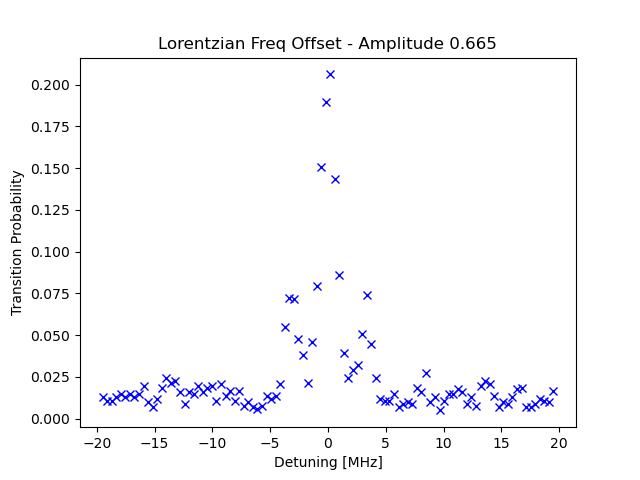 Lorentzian Freq Offset - Amplitude 0.665
0.200
0.175
0.150
0.125
0.100
0.075
0.050
0.025
0.000
Transition Probability
−20 −15 −10 −5 0 5 10 15 20
Detuning [MHz]